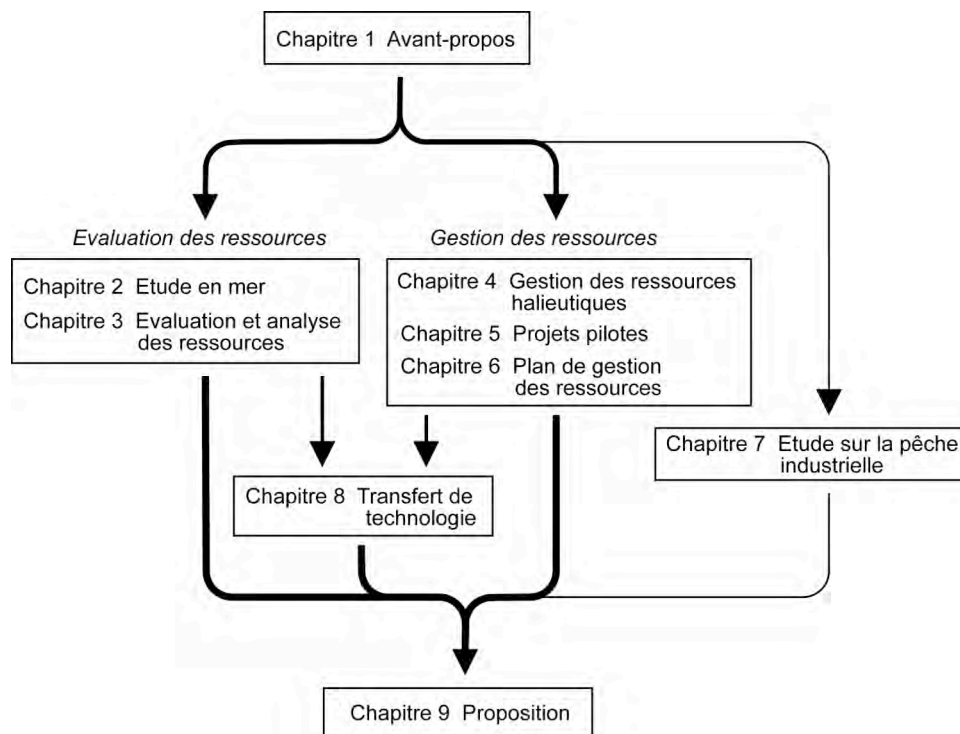 Chapitre 1 Avant-propos
Evaluation des ressources
Chapitre 2 Etude en mer
Chapitre 3 Evaluation et analyse
des ressources
Gestion des ressources
Chapitre 4 Gestion des ressources
halieutiques
Chapitre 5 Projets pilotes
Chapitre 6 Plan de gestion
des ressources
Chapitre 7 Etude sur la pêche
industrielle
Chapitre 8 Transfert de
technologie
Chapitre 9 Proposition